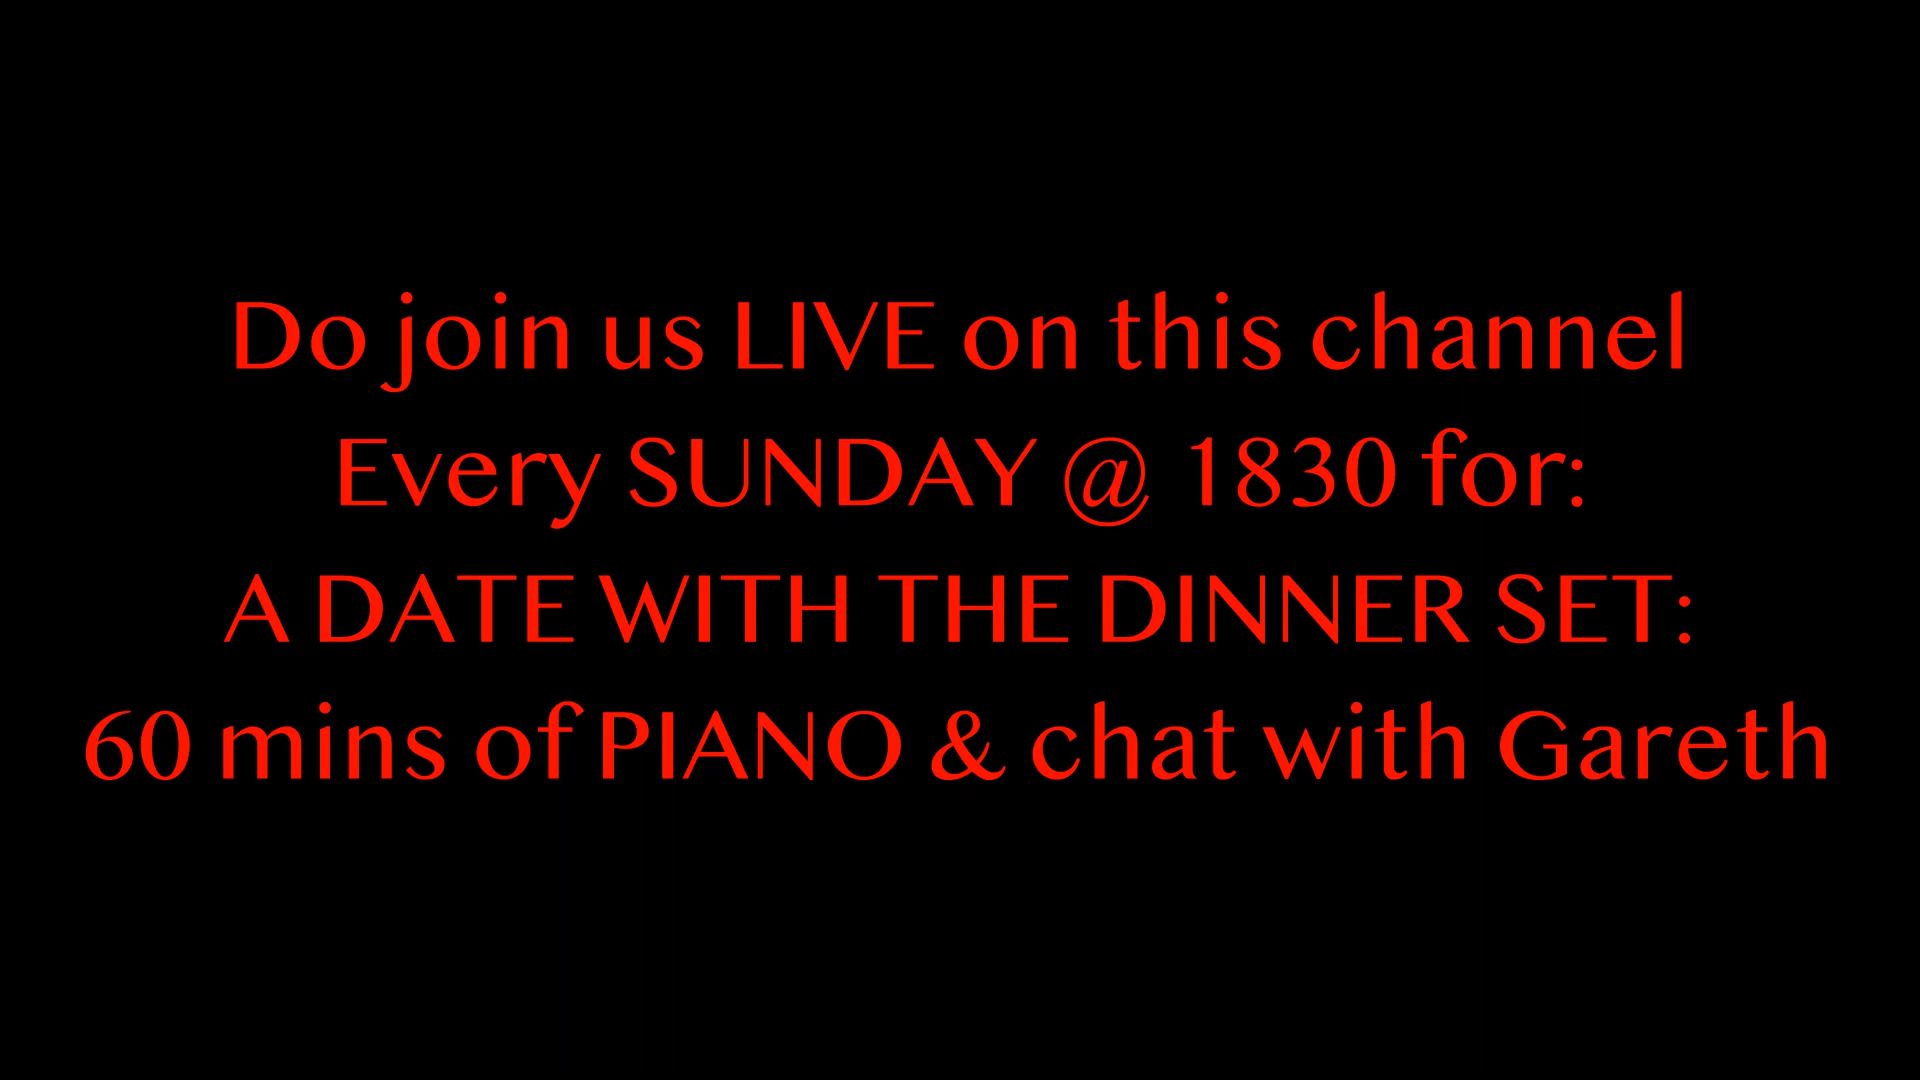 Do join us LIVE on this channel
Every SUNDAY @ 1830 for:
A DATE WITH THE DINNER SET:
60 mins of PIANO & chat with Gareth